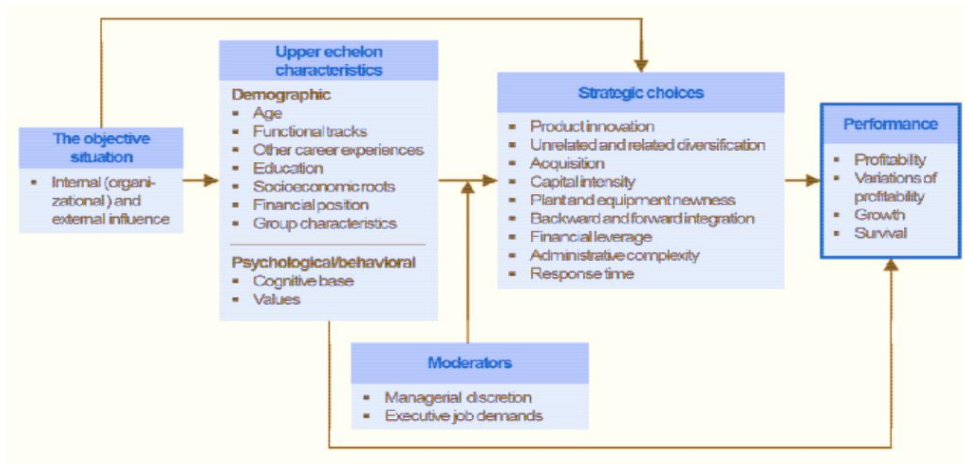 The objective
situation
▪ Internal (organi-
zational) and
external influence
Upper echelon
characteristics
Demographic
▪ Age
▪ Functional tracks
▪ Other career experiences
▪ Education
▪ Socioeconomic roots
▪ Financial position
▪ Group characteristics
Psychological/behavioral
▪ Cognitive base
▪ Values
Moderators
▪ Managerial discretion
▪ Executive job demands
Strategic choices
▪ Product innovation
▪ Unrelated and related diversification
▪ Acquisition
▪ Capital intensity
▪ Plant and equipment newness
▪ Backward and forward integration
▪ Financial leverage
▪ Administrative complexity
▪ Response time
Performance
▪ Profitability
▪ Variations of
profitability
▪ Growth
▪ Survival